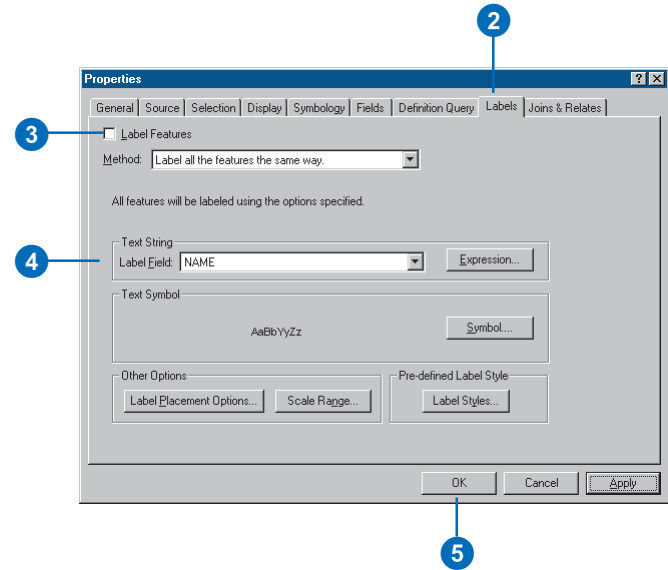 2
Properties
General Source Selection Display Symbology Fields Definition Query Labels Joins & Relates
3
Label Features
Method: Label all the features the same way.
All features will be labeled using the options specified.
4
Text String
Label Field: NAME Expression...
Text Symbol
AaBbYyZz Symbol....
Other Options Pre-defined Label Style
Label Placement Options... Scale Range... Label Styles...
OK Cancel Apply
5